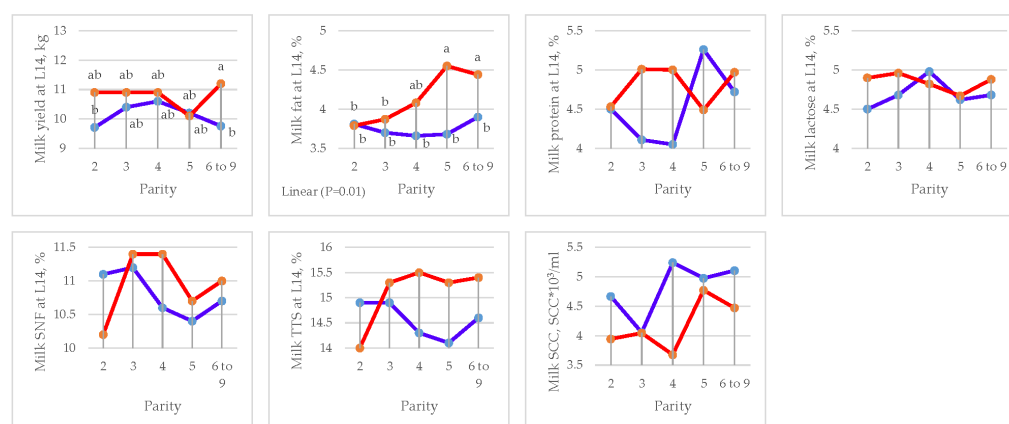 Milk yield at L14, kg
13
12
11
10
9
ab
ab
ab
a
b
ab
ab
ab
b
2
3
4
5
6 to 9
Parity
Milk fat at L14, %
5
4.5
4
3.5
b
b
ab
a
a
b
b
b
b
2
3
4
5
6 to 9
Linear (P=0.01)
Parity
Milk protein at L14, %
5.5
5
4.5
4
2
3
4
5
6 to 9
Parity
Milk lactose at L14, %
5.5
5
4.5
4
2
3
4
5
6 to 9
Parity
Milk SNF at L14, %
11.5
11
10.5
10
2
3
4
5
6 to
9
Parity
Milk TTS at L14, %
16
15.5
15
14.5
14
2
3
4
5
6 to
9
Parity
Milk SCC, SCC*10³/ml
5.5
5
4.5
4
3.5
2
3
4
5
6 to 9
Parity